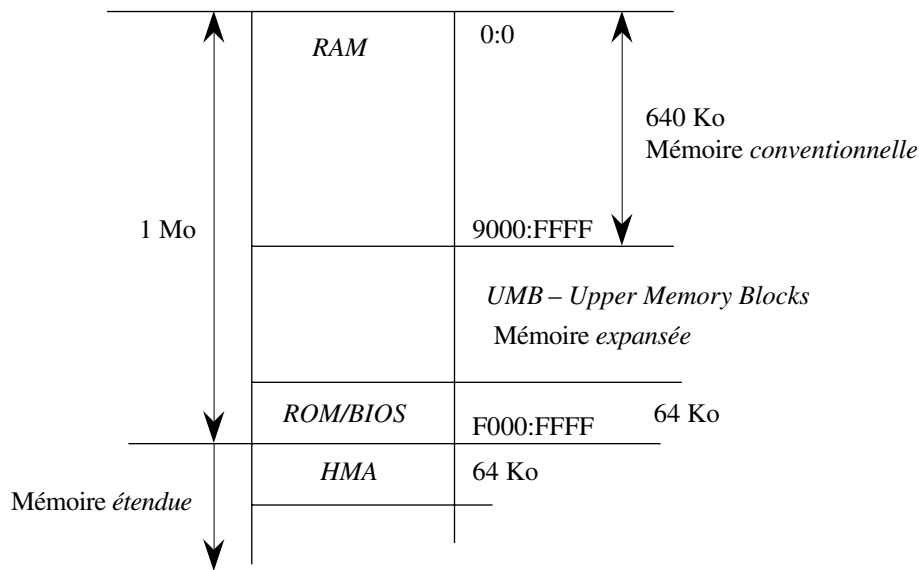 RAM
0:0
640 Ko
Mémoire conventionnelle
1 Mo
9000:FFFF
UMB – Upper Memory Blocks
Mémoire expansée
ROM/BIOS
F000:FFFF
64 Ko
HMA
64 Ko
Mémoire étendue